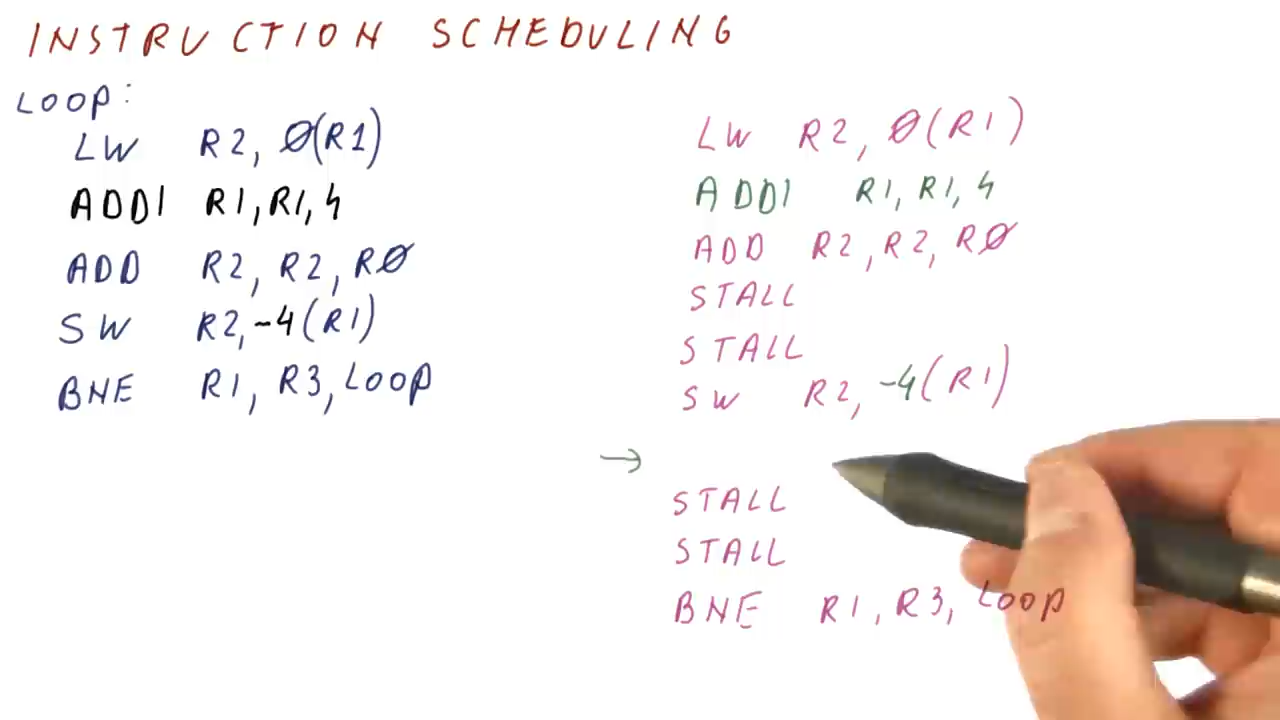 INSTRUCTION SCHEDULING
LOOP:
LW R2, 0(R1)
ADDI R1, R1, 4
ADD R2, R2, R0
SW R2, -4(R1)
BNE R1, R3, LOOP
LW R2, 0(R1)
ADDI R1, R1, 4
ADD R2, R2, R0
STALL
STALL
SW R2, -4(R1)
→
STALL
STALL
BNE R1, R3, LOOP